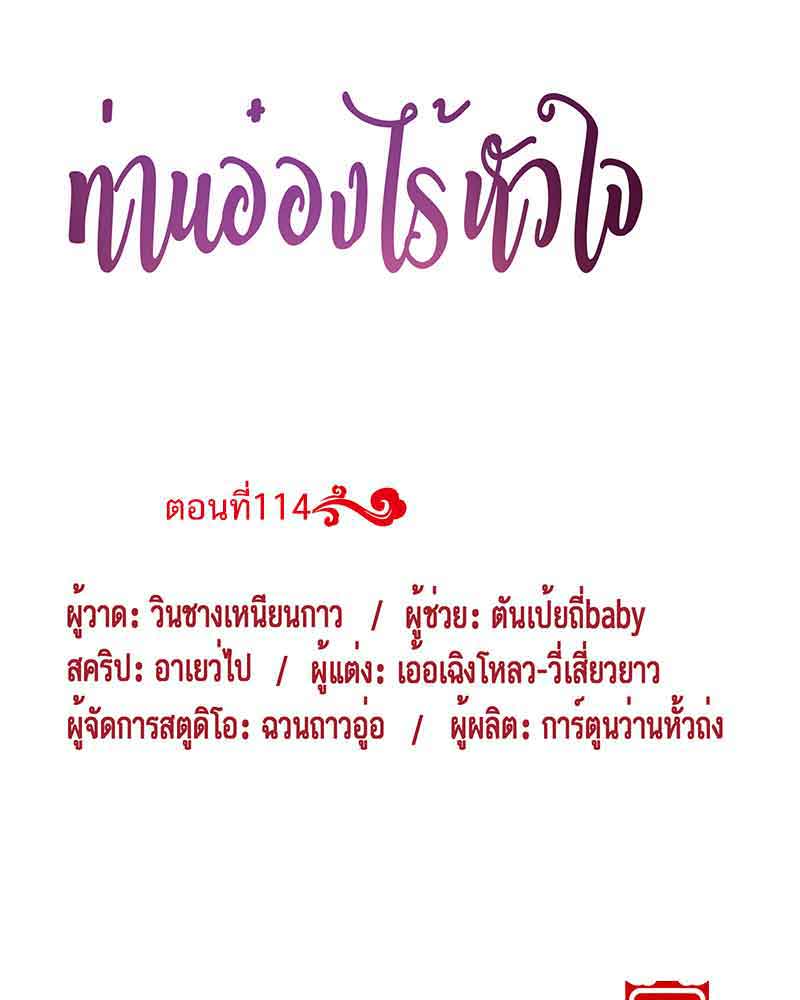 ท่านอ๋องไร้หัวใจ
ตอนที่114
ผู้วาด: วินชางเหนียนกาว / ผู้ช่วย: ตันเป้ยถี่baby
สคริป: อาเยว่ไป / ผู้แต่ง: เอ้อเฉิงโหลว-วี่เสี่ยวยาว
ผู้จัดการสตูดิโอ: ฉวนถาวอู่อ / ผู้ผลิต: การ์ตูนว่านหั้วถ่ง